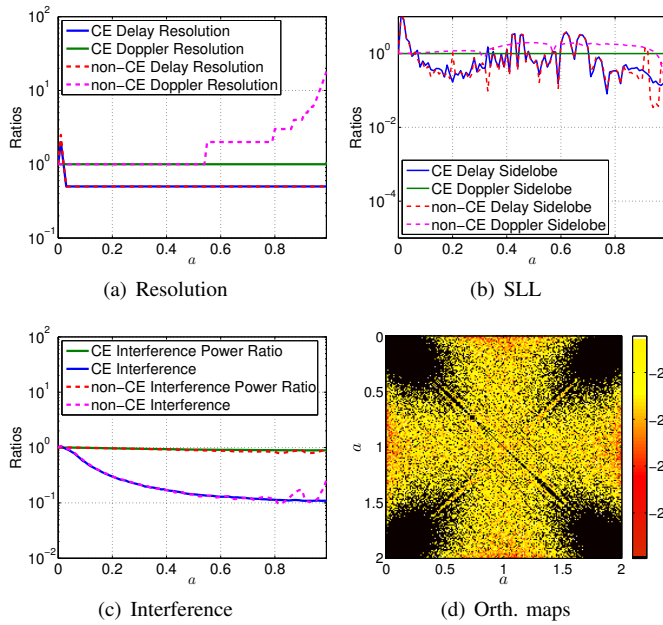 10²
CE Delay Resolution
CE Doppler Resolution
non−CE Delay Resolution
non−CE Doppler Resolution
10¹
Ratios
10⁰
10⁻¹
0 0.2 0.4 0.6 0.8
a
(a) Resolution
10⁰
Ratios
10⁻²
10⁻⁴
CE Delay Sidelobe
CE Doppler Sidelobe
non−CE Delay Sidelobe
non−CE Doppler Sidelobe
0 0.2 0.4 0.6 0.8
a
(b) SLL
10²
CE Interference Power Ratio
CE Interference
non−CE Interference Power Ratio
non−CE Interference
10¹
Ratios
10⁰
10⁻¹
10⁻²
0 0.2 0.4 0.6 0.8
a
(c) Interference
0
0.5
a
1
1.5
2
0 0.5 1 1.5 2
a
−2
−2
−2
−2
(d) Orth. maps